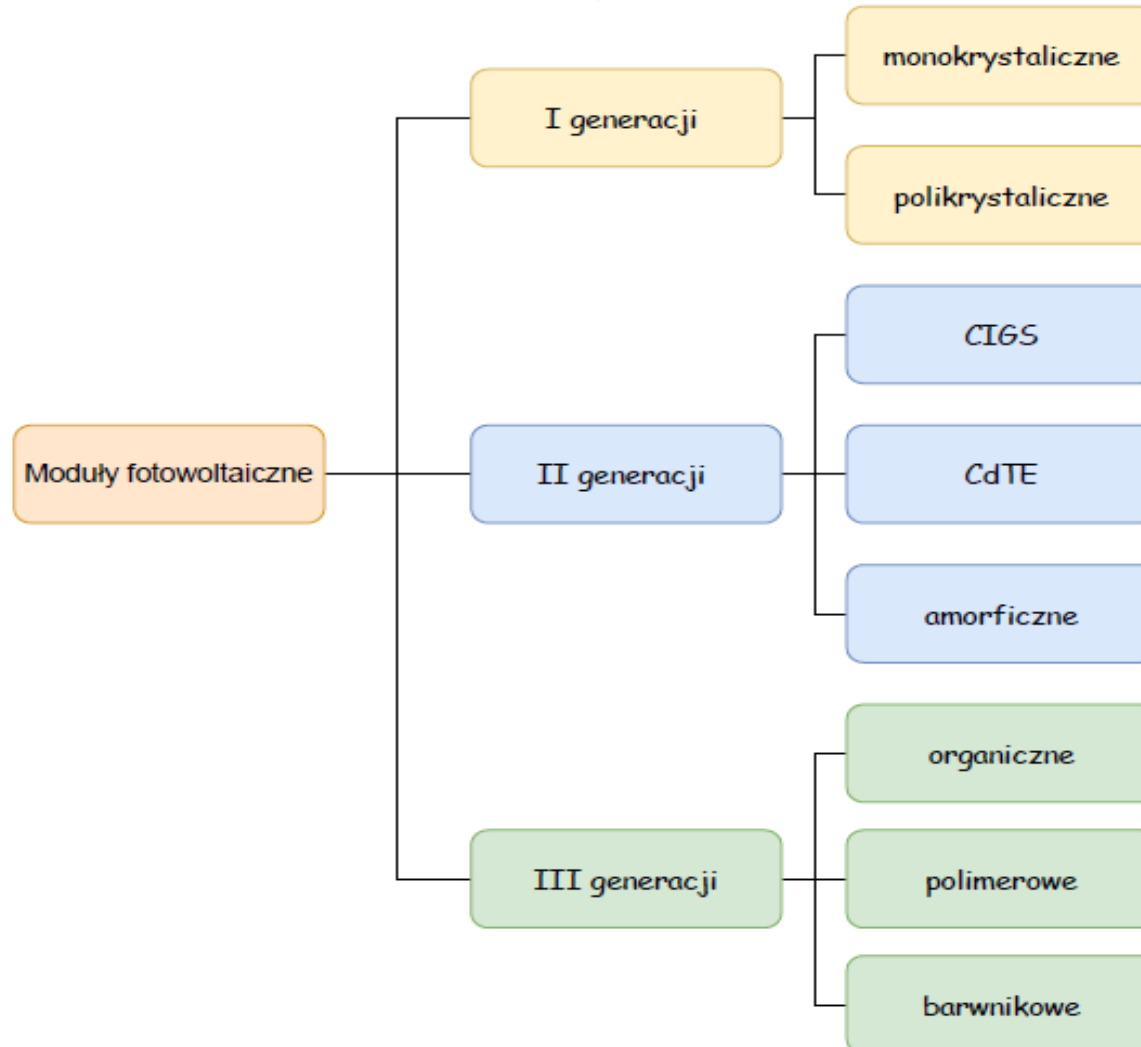 Moduły fotowoltaiczne
I generacji
monokrystaliczne
polikrystaliczne
II generacji
CIGS
CdTE
amorficzne
III generacji
organiczne
polimerowe
barwnikowe